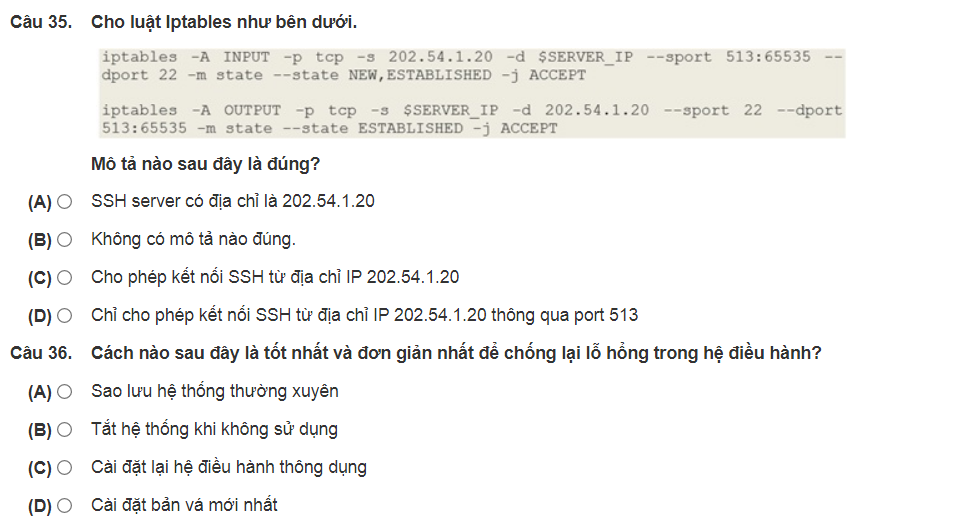 Câu 35. Cho luật Iptables như bên dưới.
iptables -A INPUT -p tcp -s 202.54.1.20 -d $SERVER_IP --sport 513:65535 --
dport 22 -m state --state NEW,ESTABLISHED -j ACCEPT
iptables -A OUTPUT -p tcp -s $SERVER_IP -d 202.54.1.20 --sport 22 --dport
513:65535 -m state --state ESTABLISHED -j ACCEPT
Mô tả nào sau đây là đúng?
(A) SSH server có địa chỉ là 202.54.1.20
(B) Không có mô tả nào đúng.
(C) Cho phép kết nối SSH từ địa chỉ IP 202.54.1.20
(D) Chỉ cho phép kết nối SSH từ địa chỉ IP 202.54.1.20 thông qua port 513
Câu 36. Cách nào sau đây là tốt nhất và đơn giản nhất để chống lại lỗ hổng trong hệ điều hành?
(A) Sao lưu hệ thống thường xuyên
(B) Tắt hệ thống khi không sử dụng
(C) Cài đặt lại hệ điều hành thông dụng
(D) Cài đặt bản vá mới nhất